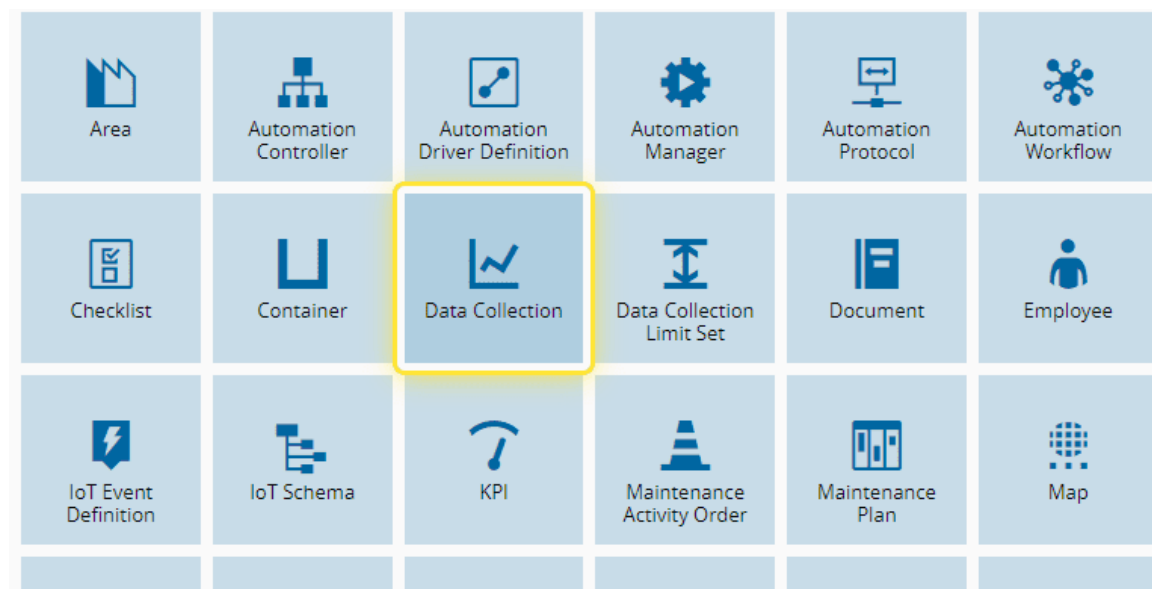 Area
Automation
Controller
Automation
Driver Definition
Automation
Manager
Automation
Protocol
Automation
Workflow
Checklist
Container
Data Collection
Data Collection
Limit Set
Document
Employee
IoT Event
Definition
IoT Schema
KPI
Maintenance
Activity Order
Maintenance
Plan
Map